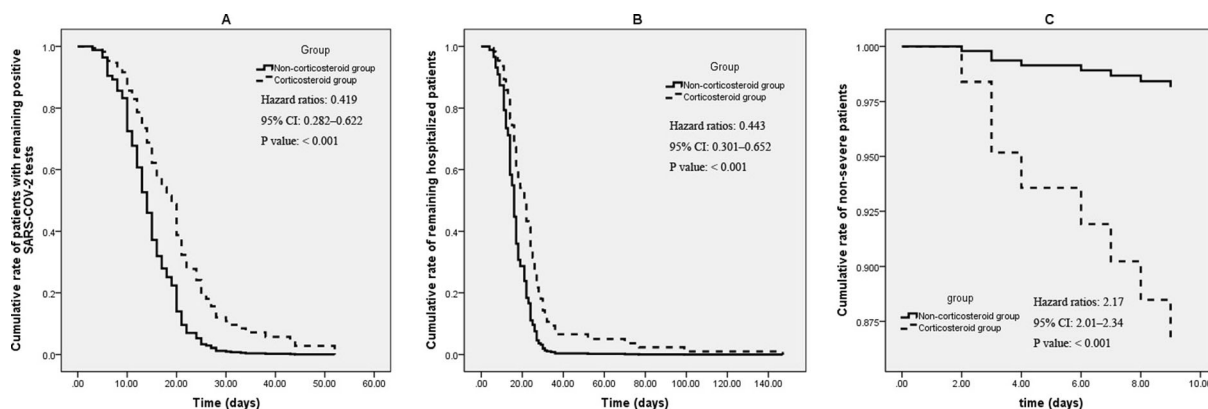 A
Cumulative rate of patients with remaining positive
SARS-COV-2 tests
1.0
0.8
0.6
0.4
0.2
0.0
Group
Non-corticosteroid group
Corticosteroid group
Hazard ratios: 0.419
95% CI: 0.282–0.622
P value: < 0.001
.00 10.00 20.00 30.00 40.00 50.00 60.00
Time (days)
B
Cumulative rate of remaining hospitalized patients
1.0
0.8
0.6
0.4
0.2
0.0
Group
Non-corticosteroid group
Corticosteroid group
Hazard ratios: 0.443
95% CI: 0.301–0.652
P value: < 0.001
.00 20.00 40.00 60.00 80.00 100.00 120.00 140.00
Time (days)
C
Cumulative rate of non-severe patients
1.000
0.975
0.950
0.925
0.900
0.875
group
Non-corticosteroid group
Corticosteroid group
Hazard ratios: 2.17
95% CI: 2.01–2.34
P value: < 0.001
.00 2.00 4.00 6.00 8.00 10.00
time (days)